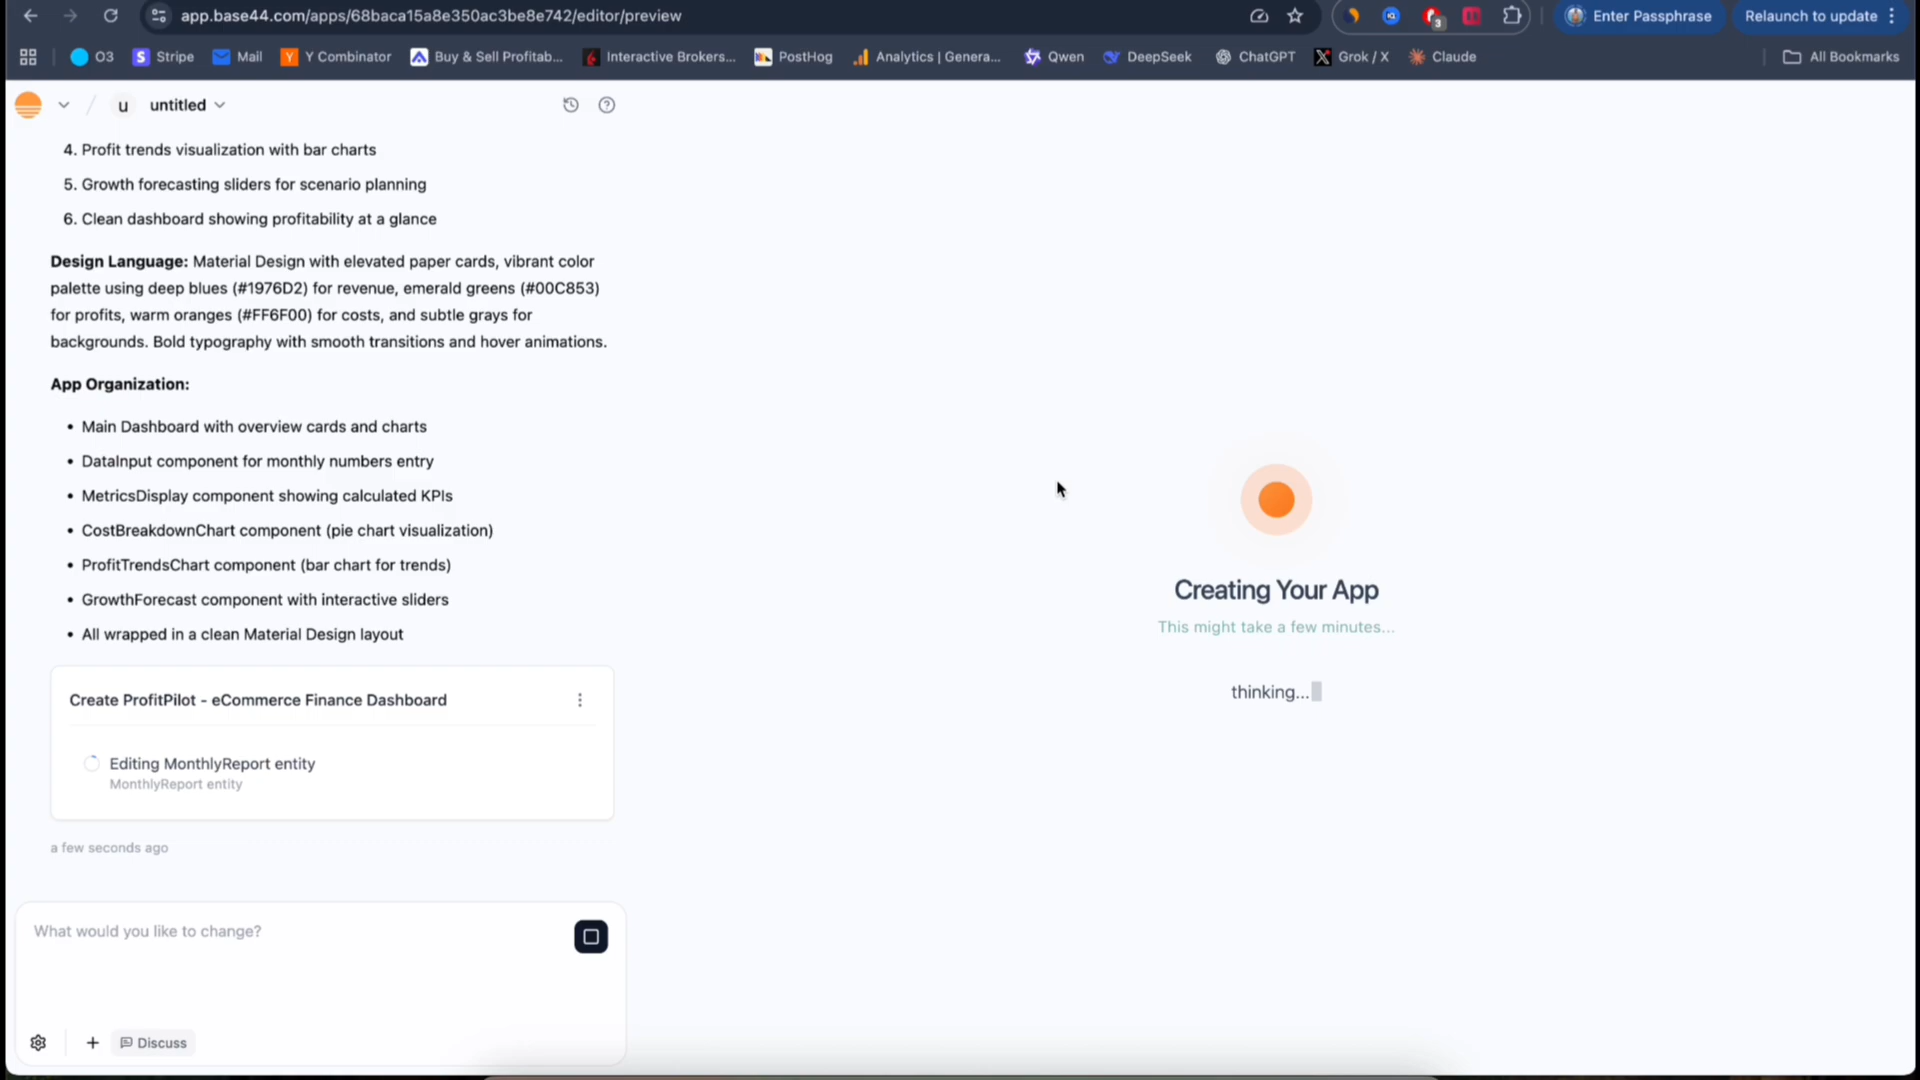 app.base44.com/apps/68baca15a8e350ac3be8e742/editor/preview
3
Enter Passphrase
Relaunch to update
O3
Stripe
Mail
Y Combinator
Buy & Sell Profitab...
Interactive Brokers...
PostHog
Analytics | Genera...
Qwen
DeepSeek
ChatGPT
Grok / X
Claude
All Bookmarks
u untitled
4. Profit trends visualization with bar charts
5. Growth forecasting sliders for scenario planning
6. Clean dashboard showing profitability at a glance
Design Language: Material Design with elevated paper cards, vibrant color
palette using deep blues (#1976D2) for revenue, emerald greens (#00C853)
for profits, warm oranges (#FF6F00) for costs, and subtle grays for
backgrounds. Bold typography with smooth transitions and hover animations.
App Organization:
• Main Dashboard with overview cards and charts
• DataInput component for monthly numbers entry
• MetricsDisplay component showing calculated KPIs
• CostBreakdownChart component (pie chart visualization)
• ProfitTrendsChart component (bar chart for trends)
• GrowthForecast component with interactive sliders
• All wrapped in a clean Material Design layout
Create ProfitPilot - eCommerce Finance Dashboard
Editing MonthlyReport entity
MonthlyReport entity
a few seconds ago
What would you like to change?
Discuss
Creating Your App
This might take a few minutes...
thinking...